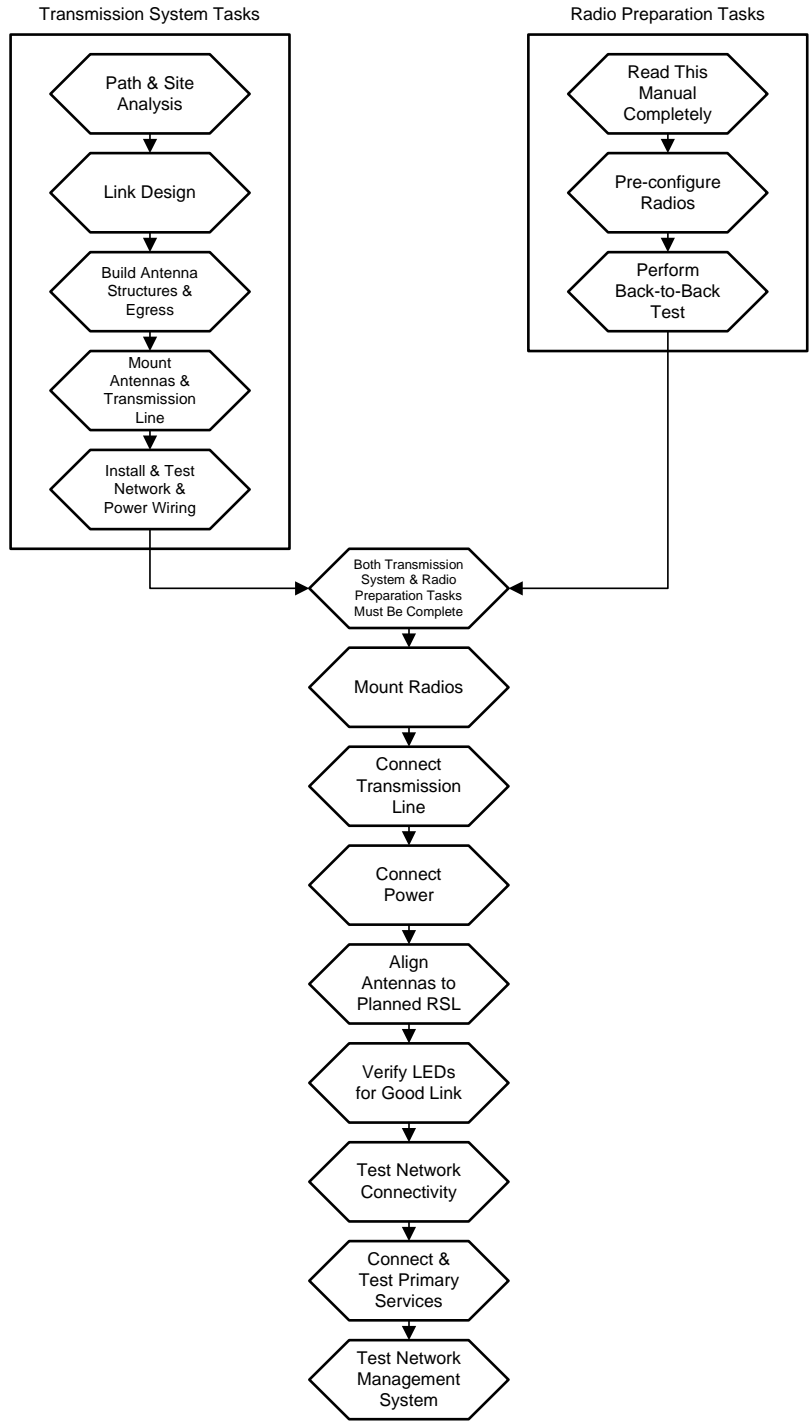 Transmission System Tasks
Path & Site
Analysis
Link Design
Build Antenna
Structures &
Egress
Mount
Antennas &
Transmission
Line
Install & Test
Network &
Power Wiring
Radio Preparation Tasks
Read This
Manual
Completely
Pre-configure
Radios
Perform
Back-to-Back
Test
Both Transmission
System & Radio
Preparation Tasks
Must Be Complete
Mount Radios
Connect
Transmission
Line
Connect
Power
Align
Antennas to
Planned RSL
Verify LEDs
for Good Link
Test Network
Connectivity
Connect &
Test Primary
Services
Test Network
Management
System